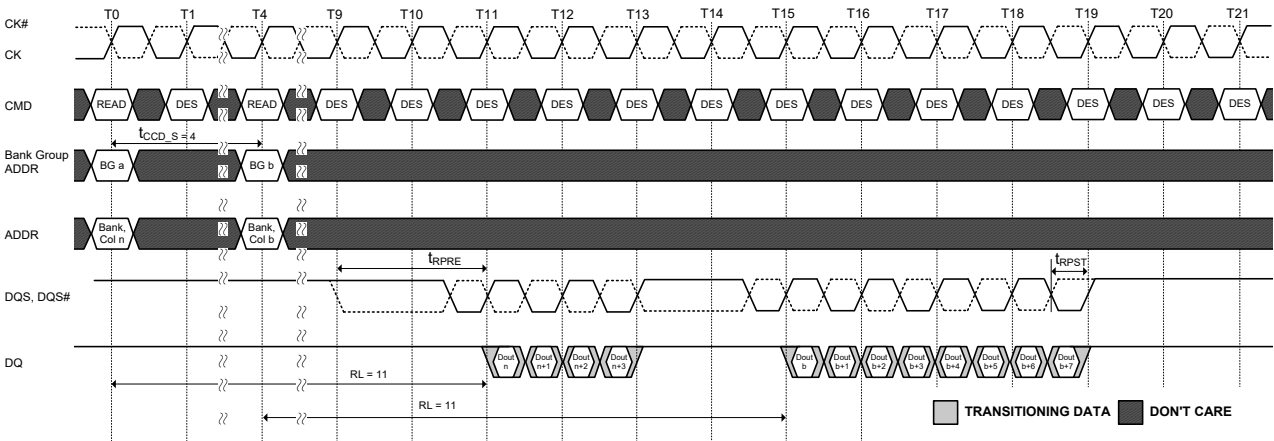 CK#
CK
T0 T1 T4 T9 T10 T11 T12 T13 T14 T15 T16 T17 T18 T19 T20 T21
CMD
READ DES READ DES DES DES DES DES DES DES DES DES DES DES DES DES
tCCD_S = 4
Bank Group
ADDR
BG a BG b
ADDR
Bank,
Col n
Bank,
Col b
tRPRE
tRPST
DQS, DQS#
DQ
Dout
n
Dout
n+1
Dout
n+2
Dout
n+3
Dout
b
Dout
b+1
Dout
b+2
Dout
b+3
Dout
b+4
Dout
b+5
Dout
b+6
Dout
b+7
RL = 11
RL = 11
TRANSITIONING DATA DON'T CARE